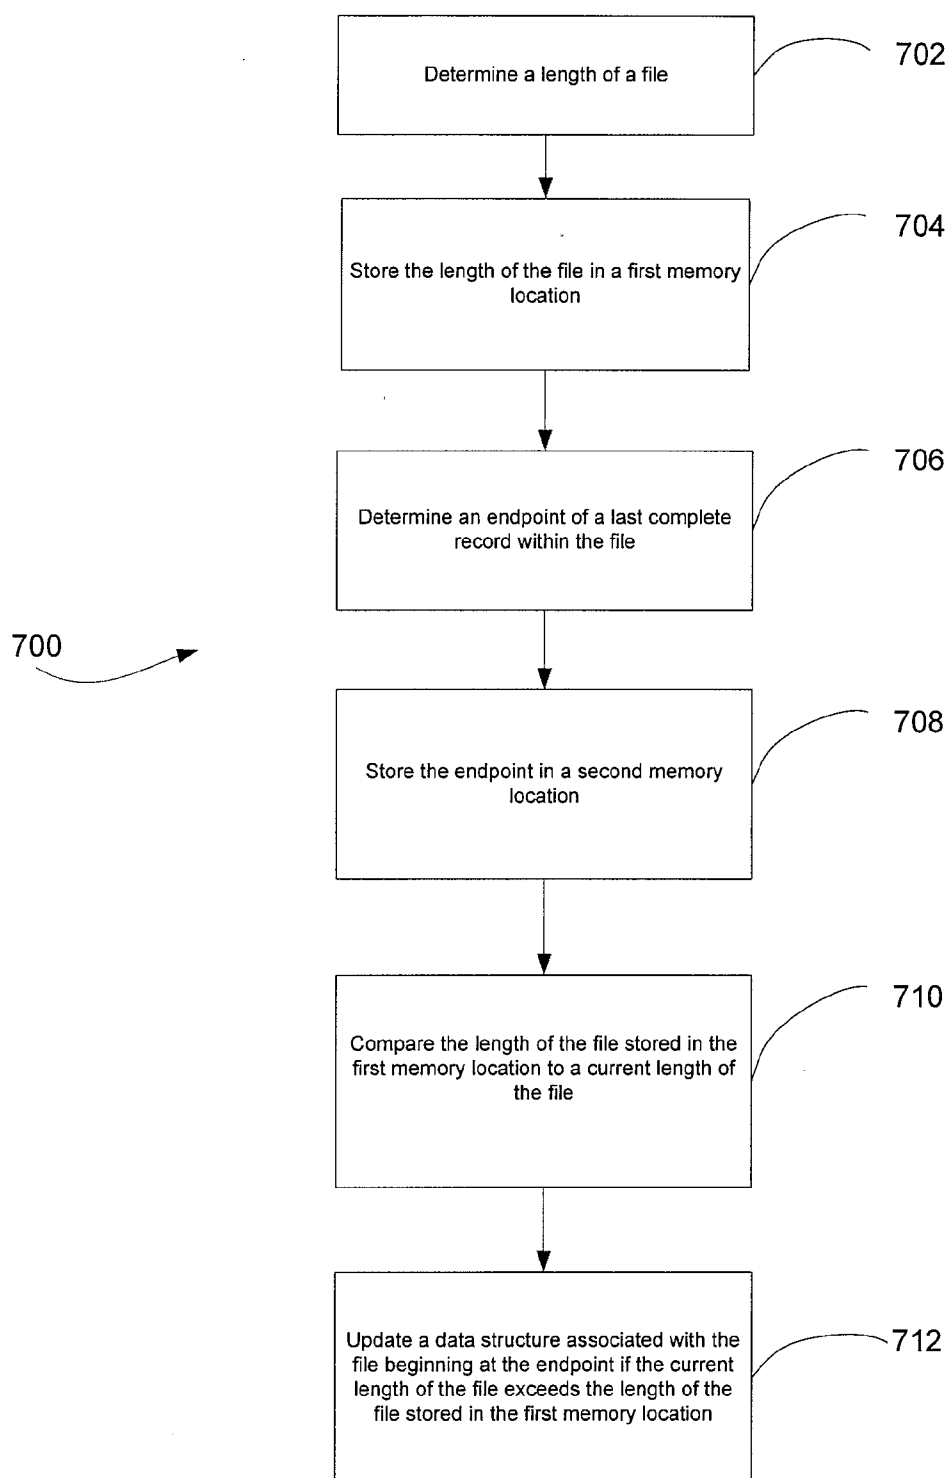 Determine a length of a file
702
Store the length of the file in a first memory
location
704
Determine an endpoint of a last complete
record within the file
706
700
Store the endpoint in a second memory
location
708
Compare the length of the file stored in the
first memory location to a current length of
the file
710
Update a data structure associated with the
file beginning at the endpoint if the current
length of the file exceeds the length of the
file stored in the first memory location
712